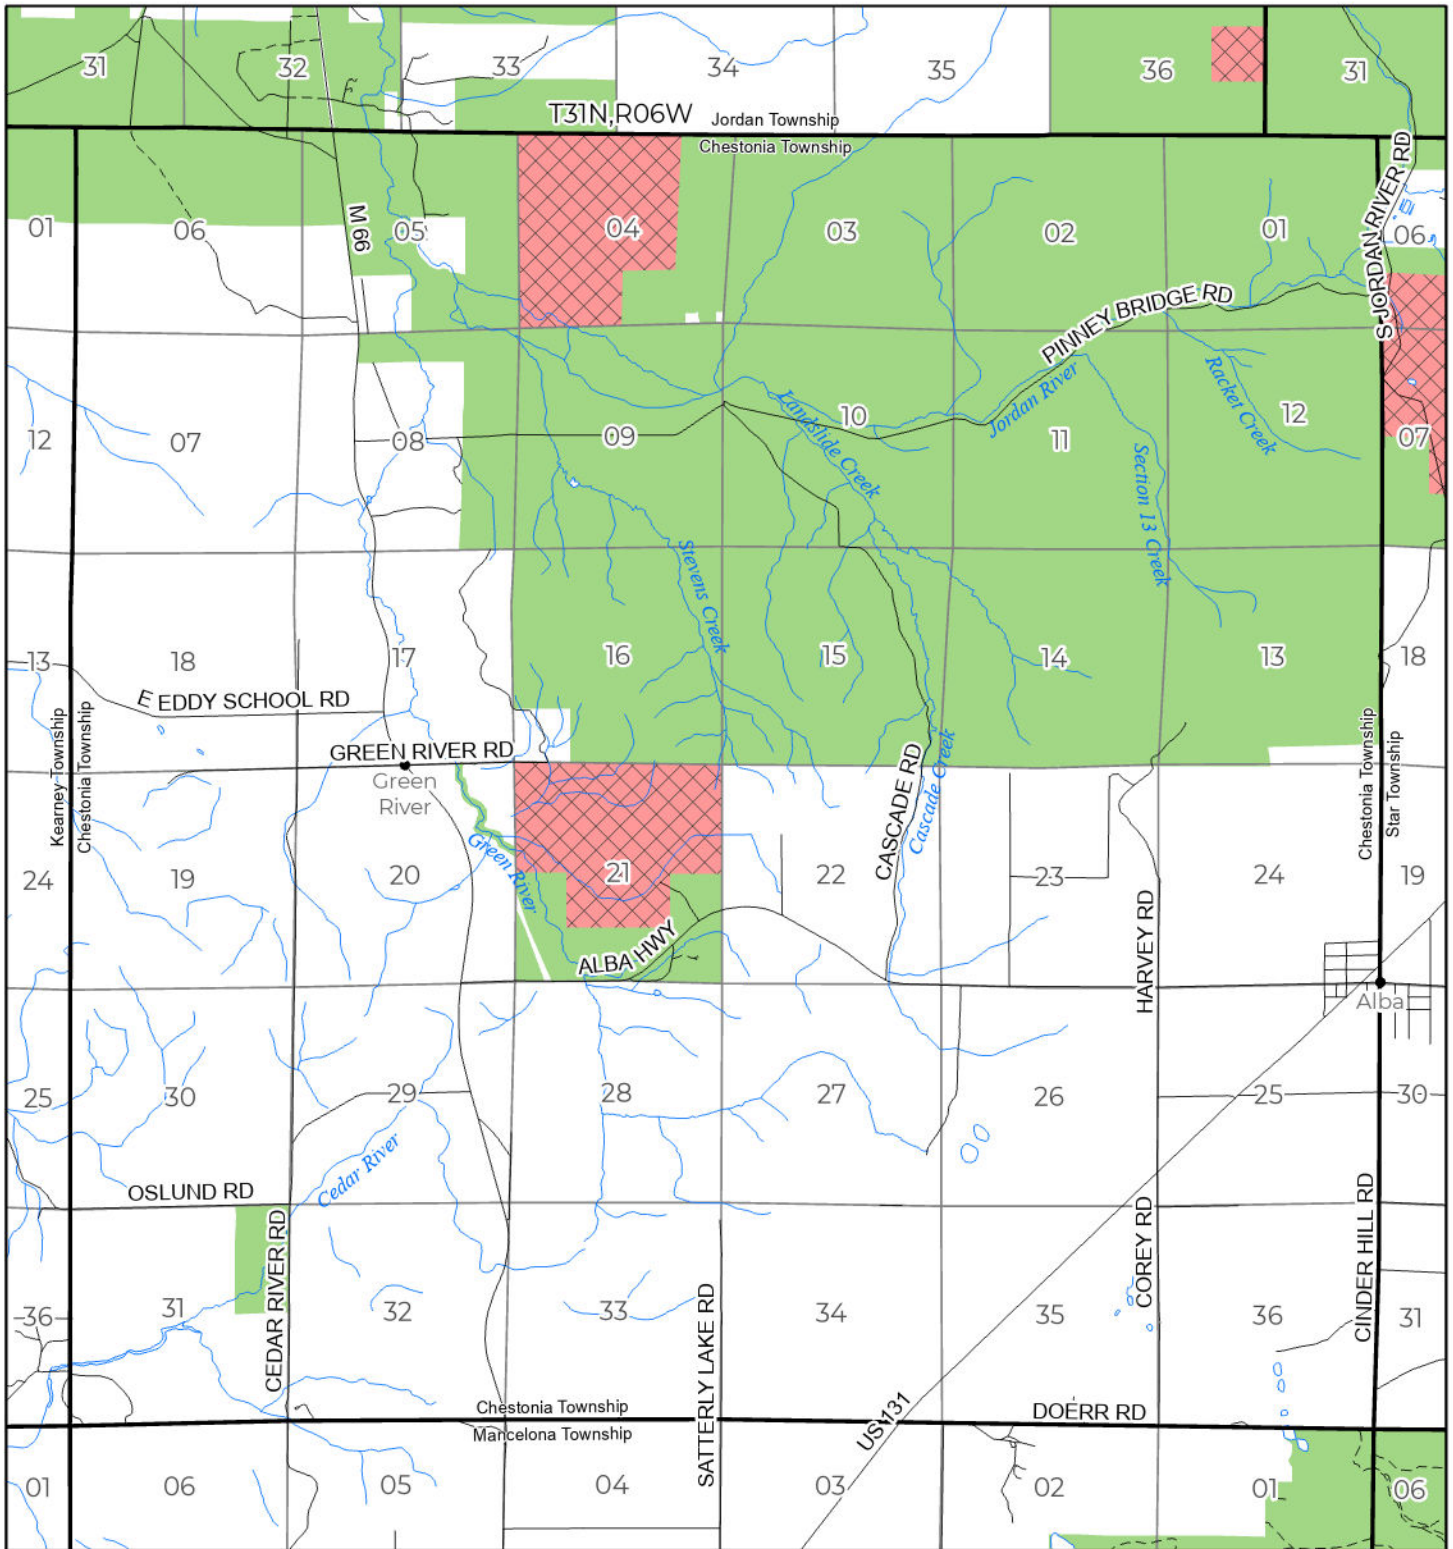 31
32
33
34
35
36
31
T31N,R06W
Jordan Township
Chestonia Township
S JORDAN RIVER RD
01
06
M 66
05
04
03
02
01
06
PINNEY BRIDGE RD
Jordan River
Racket Creek
Landslide Creek
12
07
08
09
10
11
12
07
Section 13 Creek
Stevens Creek
13
18
17
16
15
14
13
18
E EDDY SCHOOL RD
Kearney Township
Chestonia Township
GREEN RIVER RD
Green
River
CASCADE RD
Cascade Creek
Chestonia Township
Star Township
24
19
20
Green River
21
22
23
24
19
ALBA HWY
HARVEY RD
Alba
25
30
29
28
27
26
25
30
Cedar River
OSLUND RD
CEDAR RIVER RD
SATTERLY LAKE RD
COREY RD
CINDER HILL RD
36
31
32
33
34
35
36
31
Chestonia Township
Mancelona Township
US 131
DOERR RD
01
06
05
04
03
02
01
06